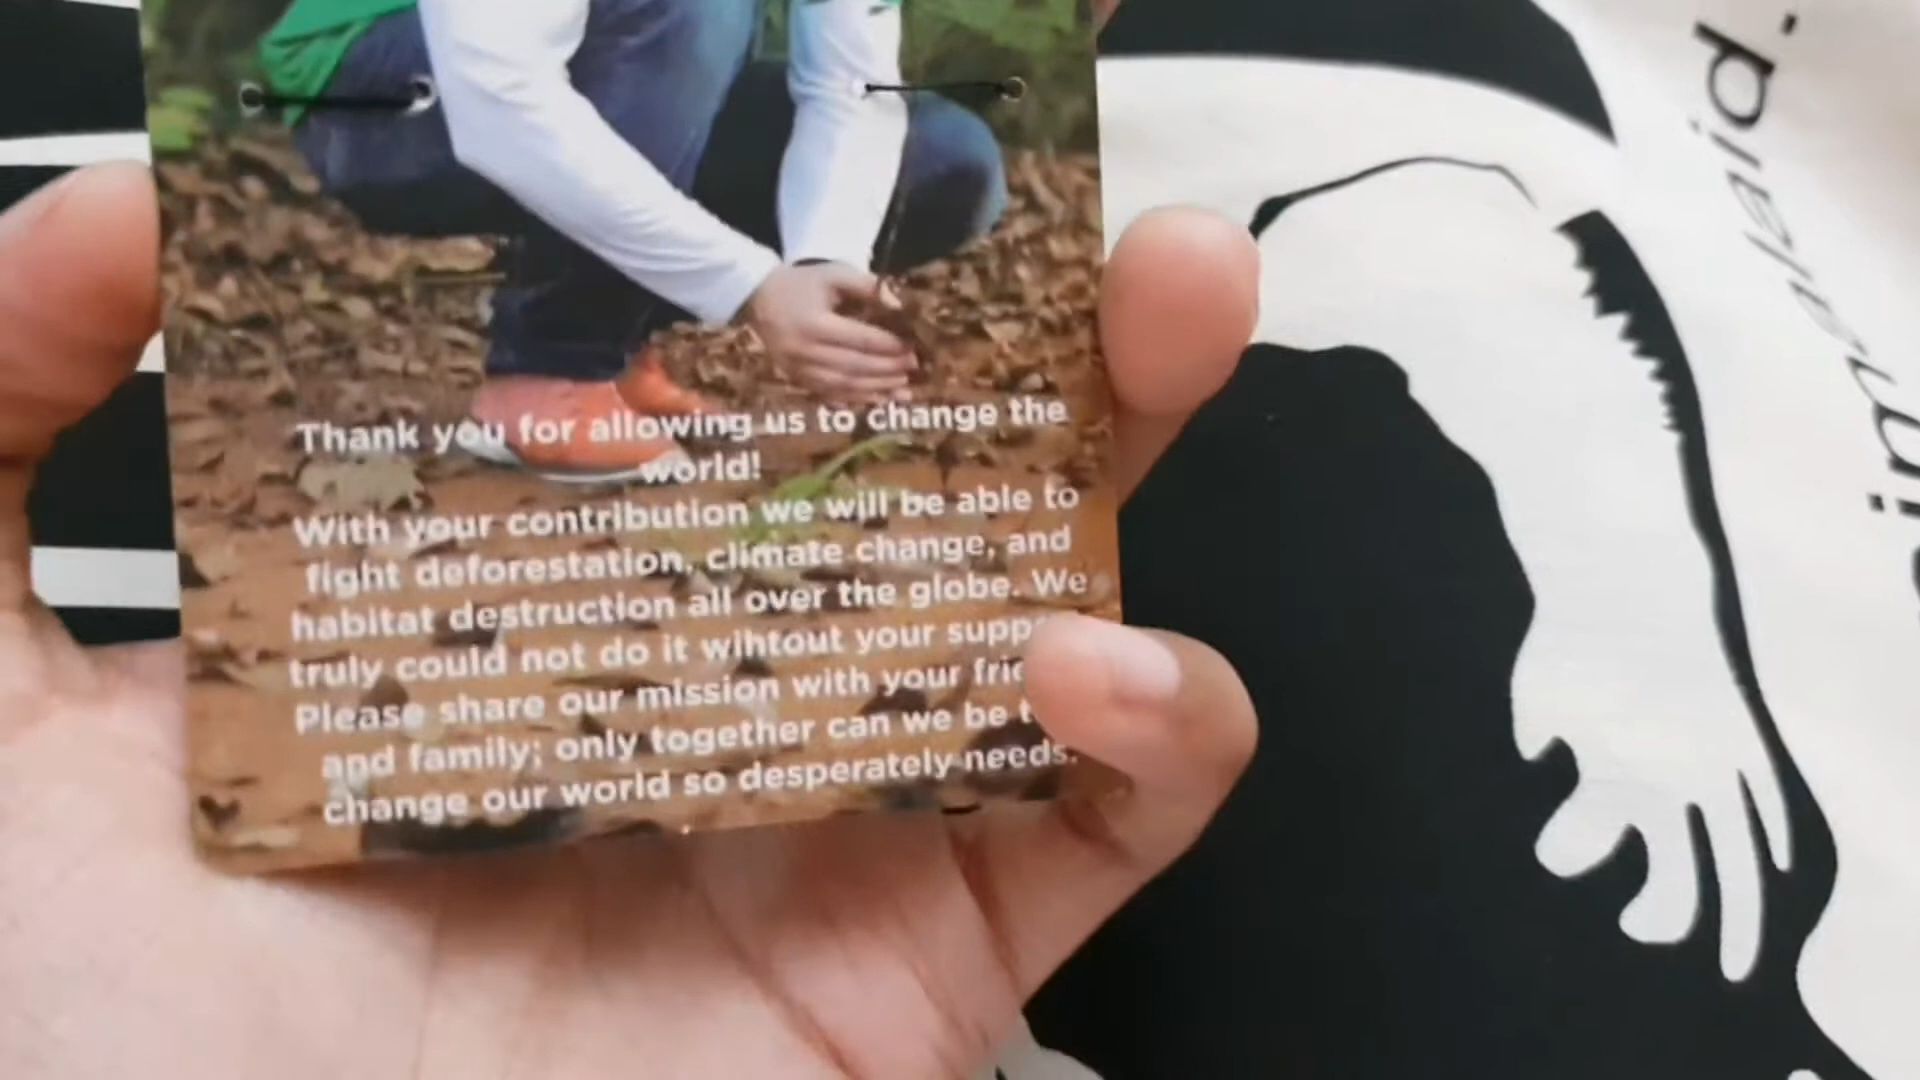 Thank you for allowing us to change the
world!
With your contribution we will be able to
fight deforestation, climate change, and
habitat destruction all over the globe. We
truly could not do it wihtout your supp
Please share our mission with your frie
and family; only together can we be t
change our world so desperately needs.